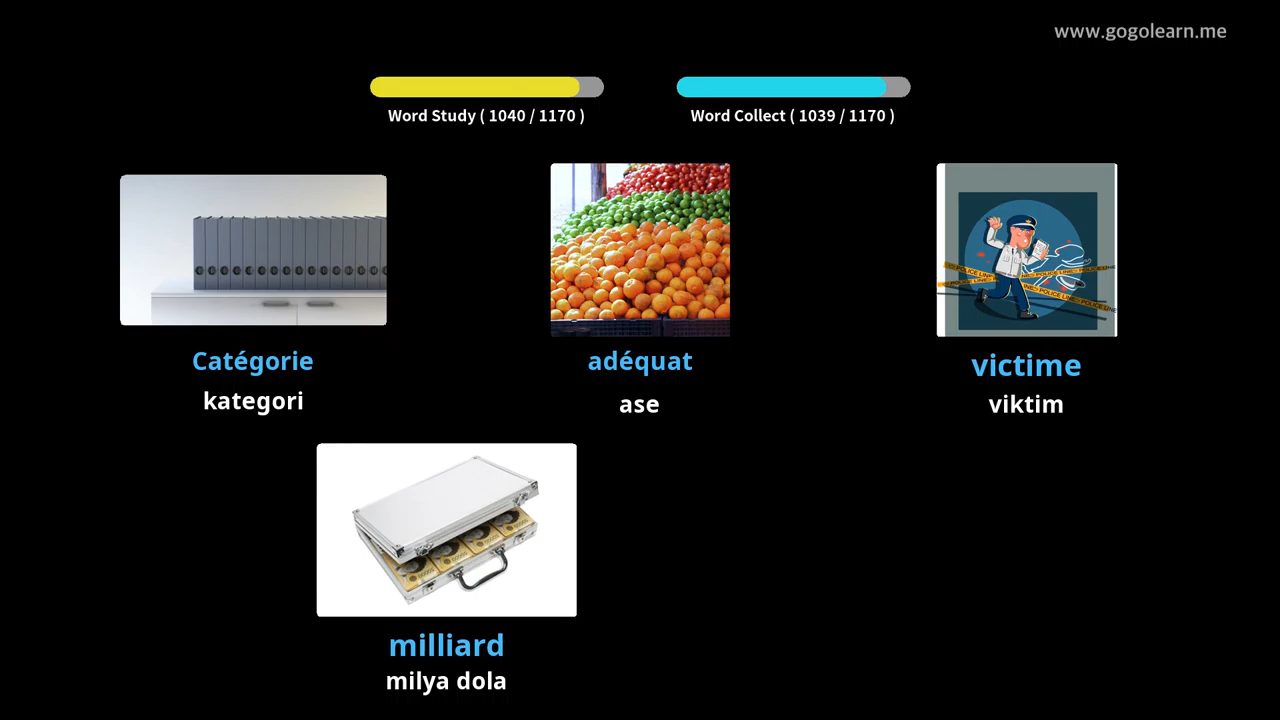 www.gogolearn.me
Word Study ( 1040 / 1170 )
Word Collect ( 1039 / 1170 )
Catégorie
kategori
adéquat
ase
victime
viktim
milliard
milya dola